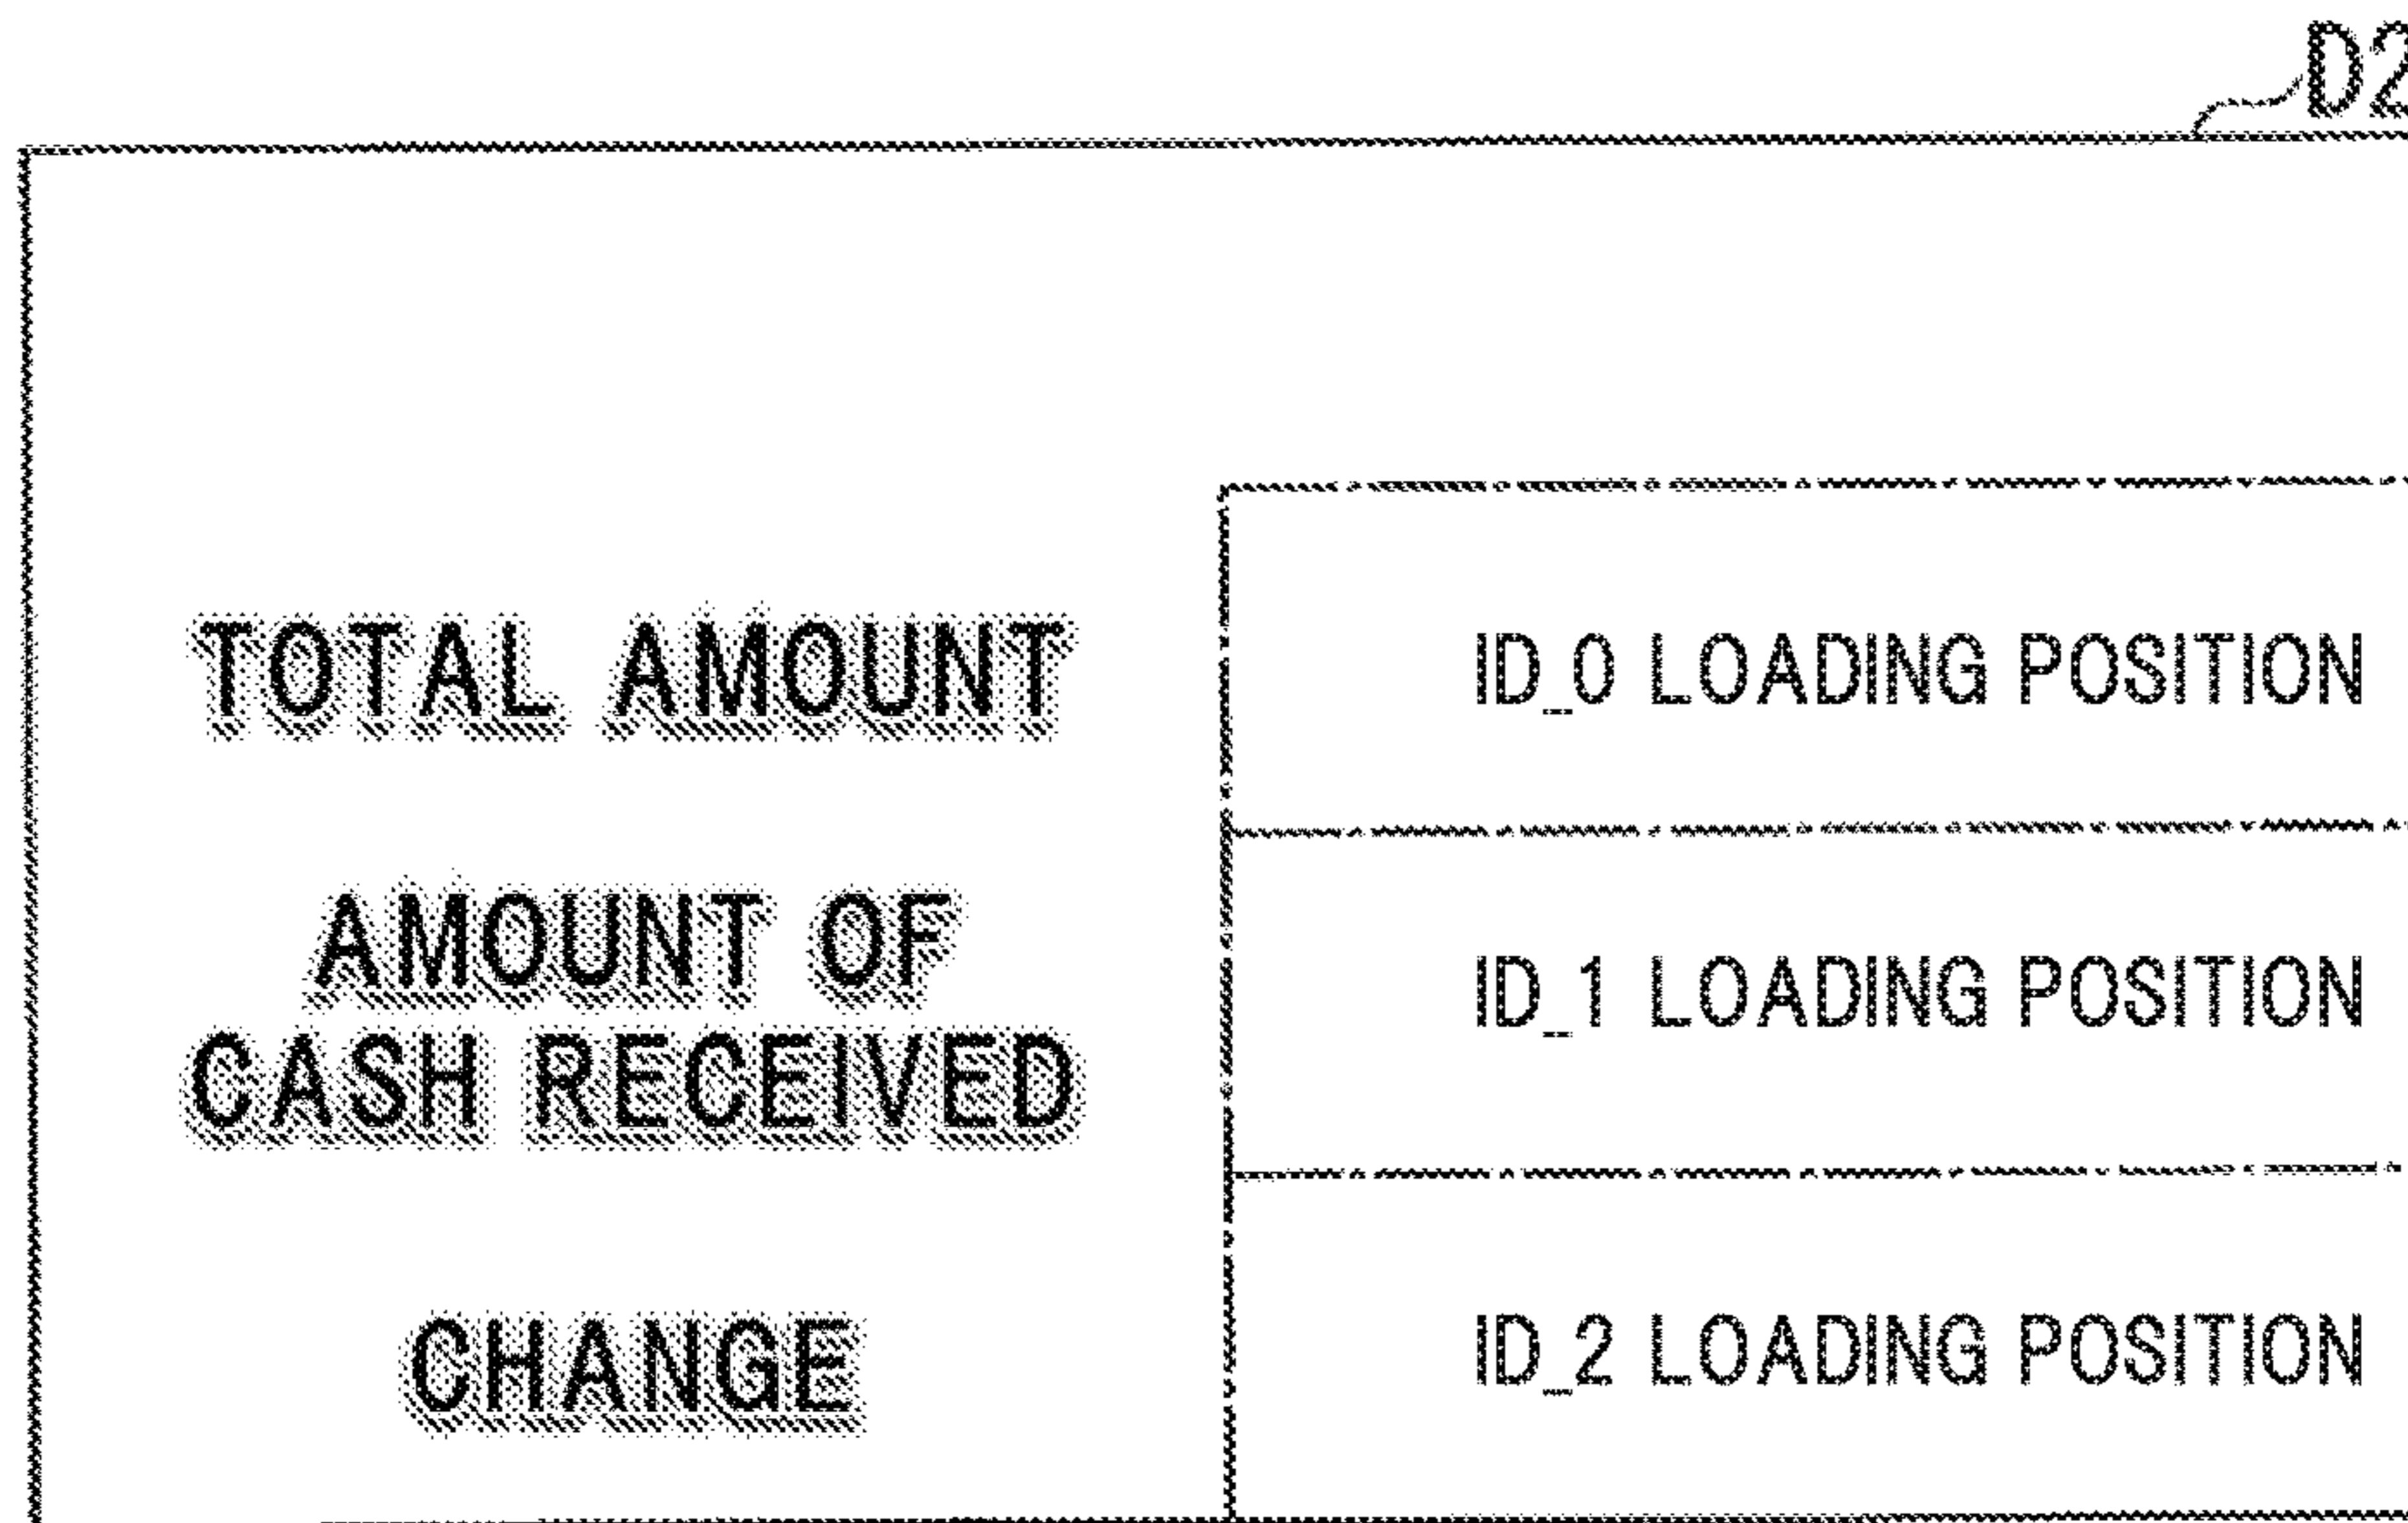 D2
TOTAL AMOUNT
ID_0 LOADING POSITION
AMOUNT OF
CASH RECEIVED
ID_1 LOADING POSITION
CHANGE
ID_2 LOADING POSITION